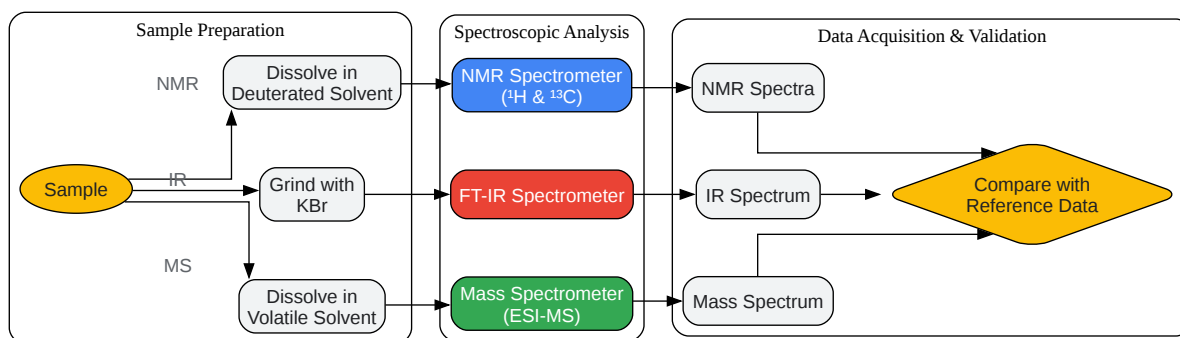 Sample Preparation
Spectroscopic Analysis
Data Acquisition & Validation
NMR
Dissolve in
Deuterated Solvent
NMR Spectrometer
(¹H & ¹³C)
NMR Spectra
Sample
IR
Grind with
KBr
FT-IR Spectrometer
IR Spectrum
Compare with
Reference Data
MS
Dissolve in
Volatile Solvent
Mass Spectrometer
(ESI-MS)
Mass Spectrum